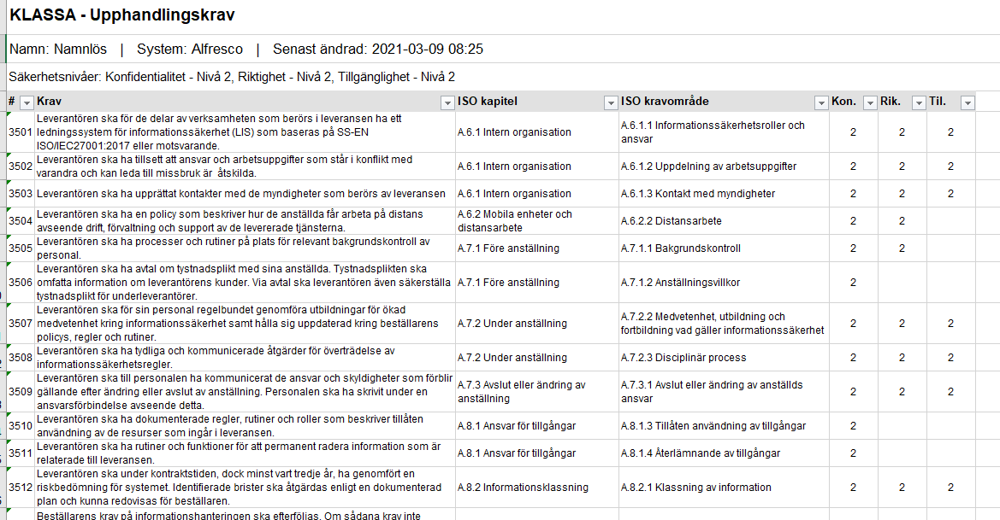 KLASSA - Upphandlingskrav
Namn: Namnlös | System: Alfresco | Senast ändrad: 2021-03-09 08:25
Säkerhetsnivåer: Konfidentialitet - Nivå 2, Riktighet - Nivå 2, Tillgänglighet - Nivå 2
# Krav ISO kapitel ISO kravområde Kon. Rik. Til.
3501
Leverantören ska för de delar av verksamheten som berörs i leveransen ha ett
ledningssystem för informationssäkerhet (LIS) som baseras på SS-EN
ISO/IEC27001:2017 eller motsvarande.
A.6.1 Intern organisation
A.6.1.1 Informationssäkerhetsroller och
ansvar
2 2 2
3502
Leverantören ska ha tillsett att ansvar och arbetsuppgifter som står i konflikt med
varandra och kan leda till missbruk är åtskilda.
A.6.1 Intern organisation
A.6.1.2 Uppdelning av arbetsuppgifter
2 2 2
3503
Leverantören ska ha upprättat kontakter med de myndigheter som berörs av leveransen
A.6.1 Intern organisation
A.6.1.3 Kontakt med myndigheter
2 2 2
3504
Leverantören ska ha en policy som beskriver hur de anställda får arbeta på distans
avseende drift, förvaltning och support av de levererade tjänsterna.
A.6.2 Mobila enheter och
distansarbete
A.6.2.2 Distansarbete
2 2
3505
Leverantören ska ha processer och rutiner på plats för relevant bakgrundskontroll av
personal.
A.7.1 Före anställning
A.7.1.1 Bakgrundskontroll
2 2
3506
Leverantören ska ha avtal om tystnadsplikt med sina anställda. Tystnadsplikten ska
omfatta information om leverantörens kunder. Via avtal ska leverantören även säkerställa
tystnadsplikt för underleverantörer.
A.7.1 Före anställning
A.7.1.2 Anställningsvillkor
2
3507
Leverantören ska för sin personal regelbundet genomföra utbildningar för ökad
medvetenhet kring informationssäkerhet samt hålla sig uppdaterad kring beställarens
policys, regler och rutiner.
A.7.2 Under anställning
A.7.2.2 Medvetenhet, utbildning och
fortbildning vad gäller informationssäkerhet
2 2 2
3508
Leverantören ska ha tydliga och kommunicerade åtgärder för överträdelse av
informationssäkerhetsregler.
A.7.2 Under anställning
A.7.2.3 Disciplinär process
2 2 2
3509
Leverantören ska till personalen ha kommunicerat de ansvar och skyldigheter som förblir
gällande efter ändring eller avslut av anställning. Personalen ska ha skrivit under en
ansvarsförbindelse avseende detta.
A.7.3 Avslut eller ändring av
anställning
A.7.3.1 Avslut eller ändring av anställds
ansvar
2 2 2
3510
Leverantören ska ha dokumenterade regler, rutiner och roller som beskriver tillåten
användning av de resurser som ingår i leveransen.
A.8.1 Ansvar för tillgångar
A.8.1.3 Tillåten användning av tillgångar
2
3511
Leverantören ska ha rutiner och funktioner för att permanent radera information som är
relaterade till leveransen.
A.8.1 Ansvar för tillgångar
A.8.1.4 Återlämnande av tillgångar
2
3512
Leverantören ska under kontraktstiden, dock minst vart tredje år, ha genomfört en
riskbedömning för systemet. Identifierade brister ska åtgärdas enligt en dokumenterad
plan och kunna redovisas för beställaren.
A.8.2 Informationsklassning
A.8.2.1 Klassning av information
2 2 2
Beställarens krav på informationshanteringen ska efterföljas. Om sådana krav inte